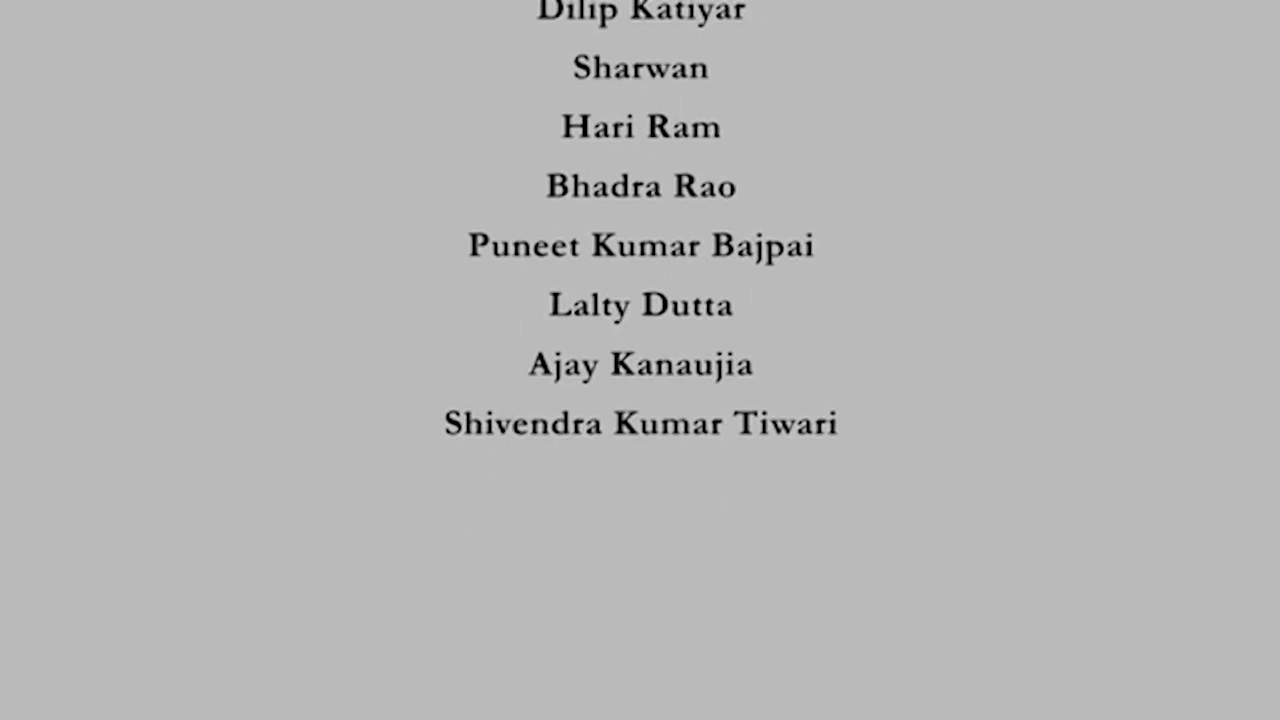 Dilip Katiyar
Sharwan
Hari Ram
Bhadra Rao
Puneet Kumar Bajpai
Lalty Dutta
Ajay Kanaujia
Shivendra Kumar Tiwari